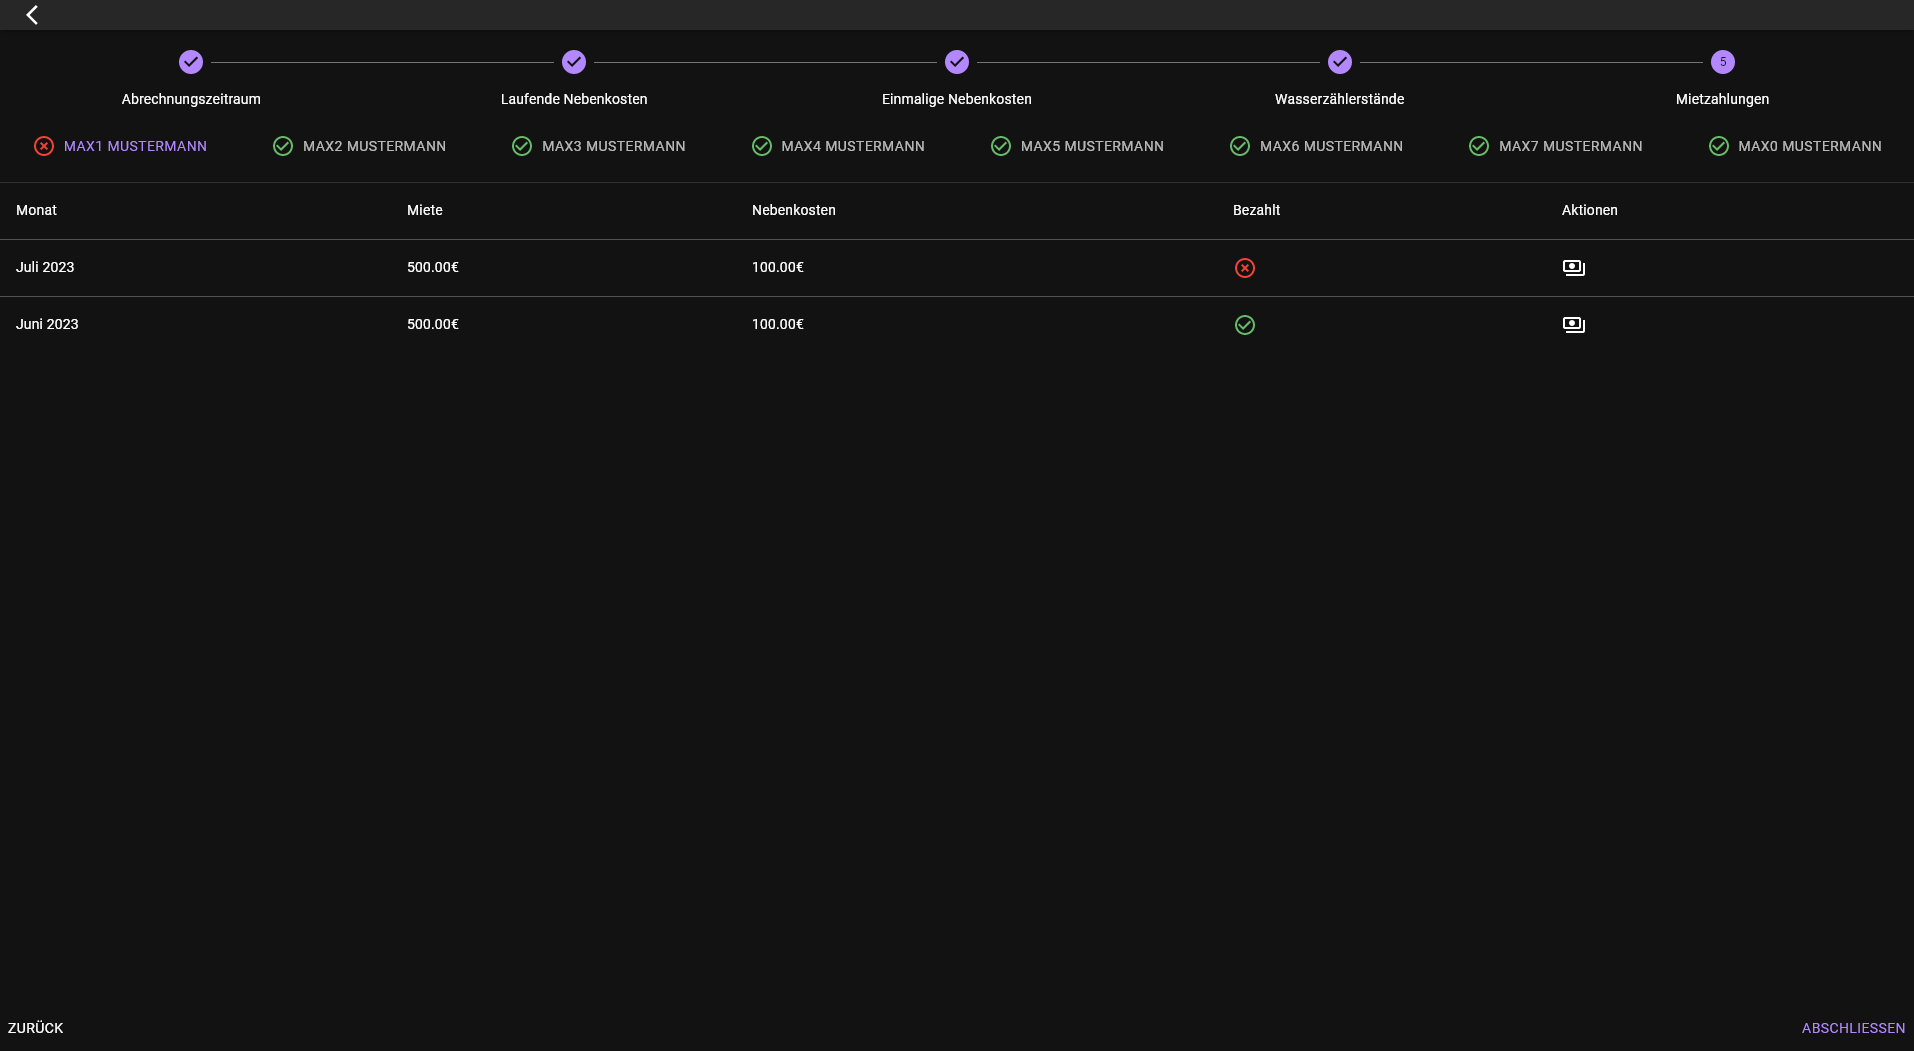 5
Abrechnungszeitraum Laufende Nebenkosten Einmalige Nebenkosten Wasserzählerstände Mietzahlungen
MAX1 MUSTERMANN MAX2 MUSTERMANN MAX3 MUSTERMANN MAX4 MUSTERMANN MAX5 MUSTERMANN MAX6 MUSTERMANN MAX7 MUSTERMANN MAX0 MUSTERMANN
Monat Miete Nebenkosten Bezahlt Aktionen
Juli 2023 500.00€ 100.00€
Juni 2023 500.00€ 100.00€
ZURÜCK ABSCHLIESSEN